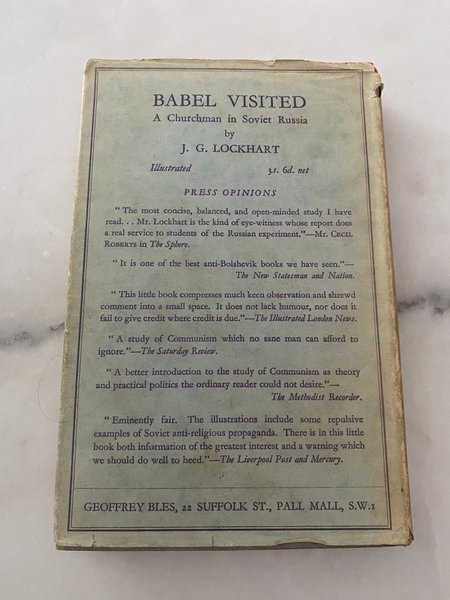 BABEL VISITED
A Churchman in Soviet Russia
by
J. G. LOCKHART
Illustrated 3s. 6d. net
PRESS OPINIONS
“ The most concise, balanced, and open-minded study I have
read. . . Mr. Lockhart is the kind of eye-witness whose report does
a real service to students of the Russian experiment.”—Mr. CECIL
ROBERTS in The Sphere.
“ It is one of the best anti-Bolshevik books we have seen.”—
The New Statesman and Nation.
“ This little book compresses much keen observation and shrewd
comment into a small space. It does not lack humour, nor does it
fail to give credit where credit is due.”—The Illustrated London News.
“ A study of Communism which no sane man can afford to
ignore.”—The Saturday Review.
“ A better introduction to the study of Communism as theory
and practical politics the ordinary reader could not desire.”—
The Methodist Recorder.
“ Eminently fair. The illustrations include some repulsive
examples of Soviet anti-religious propaganda. There is in this little
book both information of the greatest interest and a warning which
we should do well to heed.”—The Liverpool Post and Mercury.
GEOFFREY BLES, 22 SUFFOLK ST., PALL MALL, S.W.1